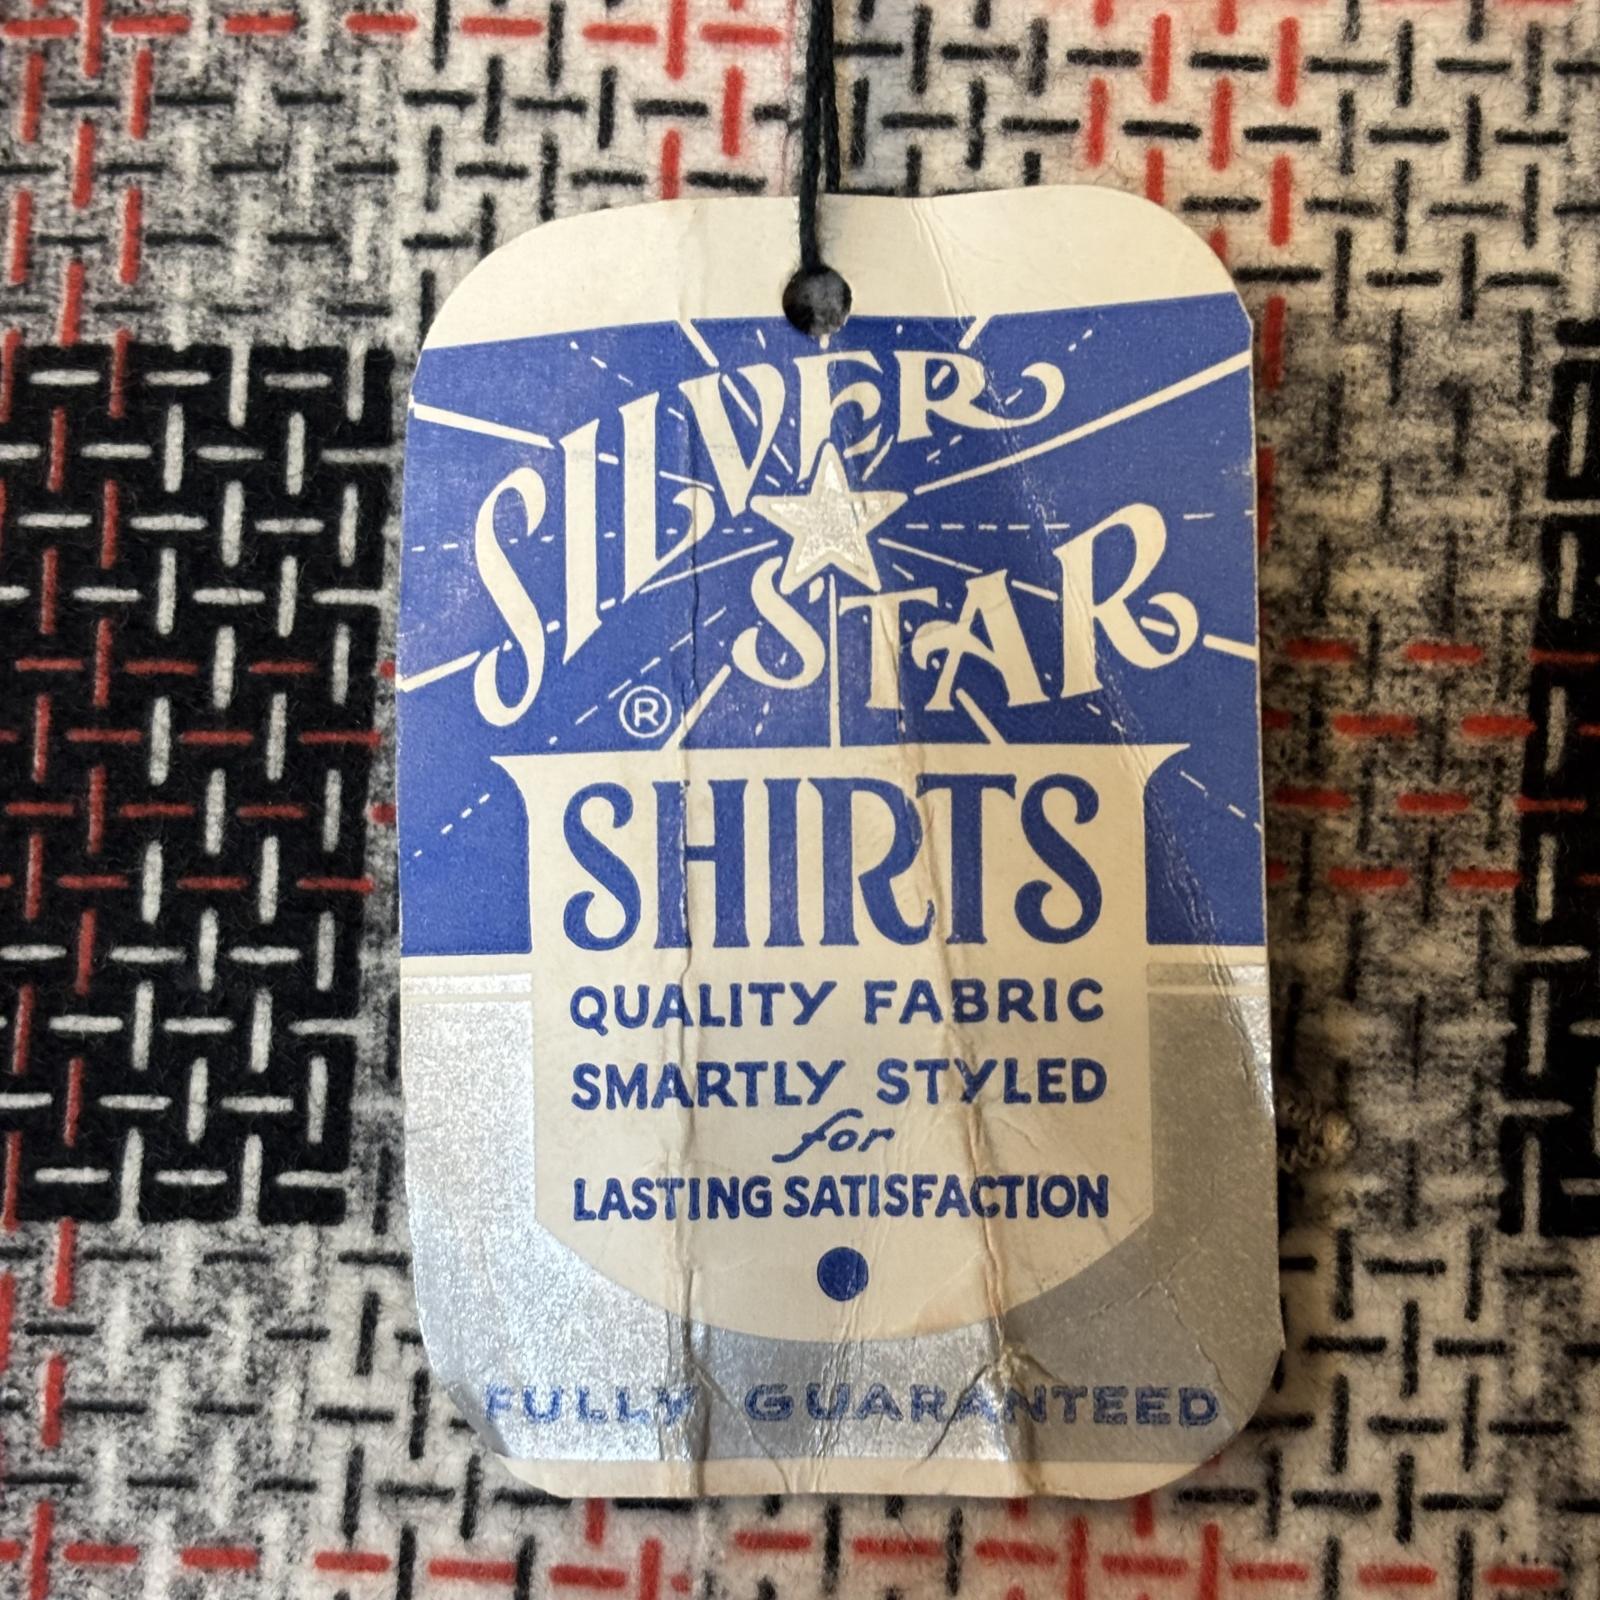 SILVER
STAR
®
SHIRTS
QUALITY FABRIC
SMARTLY STYLED
for
LASTING SATISFACTION
FULLY GUARANTEED